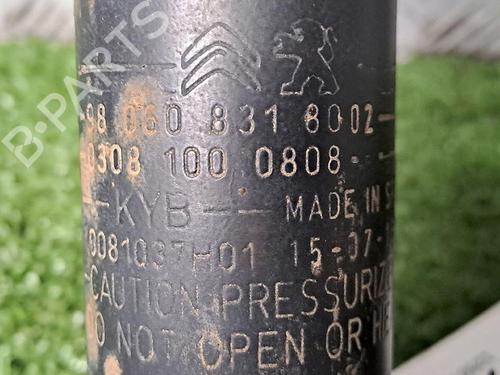 98 060 831 8002
0308 100 0808
KYB MADE IN
0081037H01 15-07-
CAUTION-PRESSURIZ
DO NOT OPEN OR HE
B-PARTS